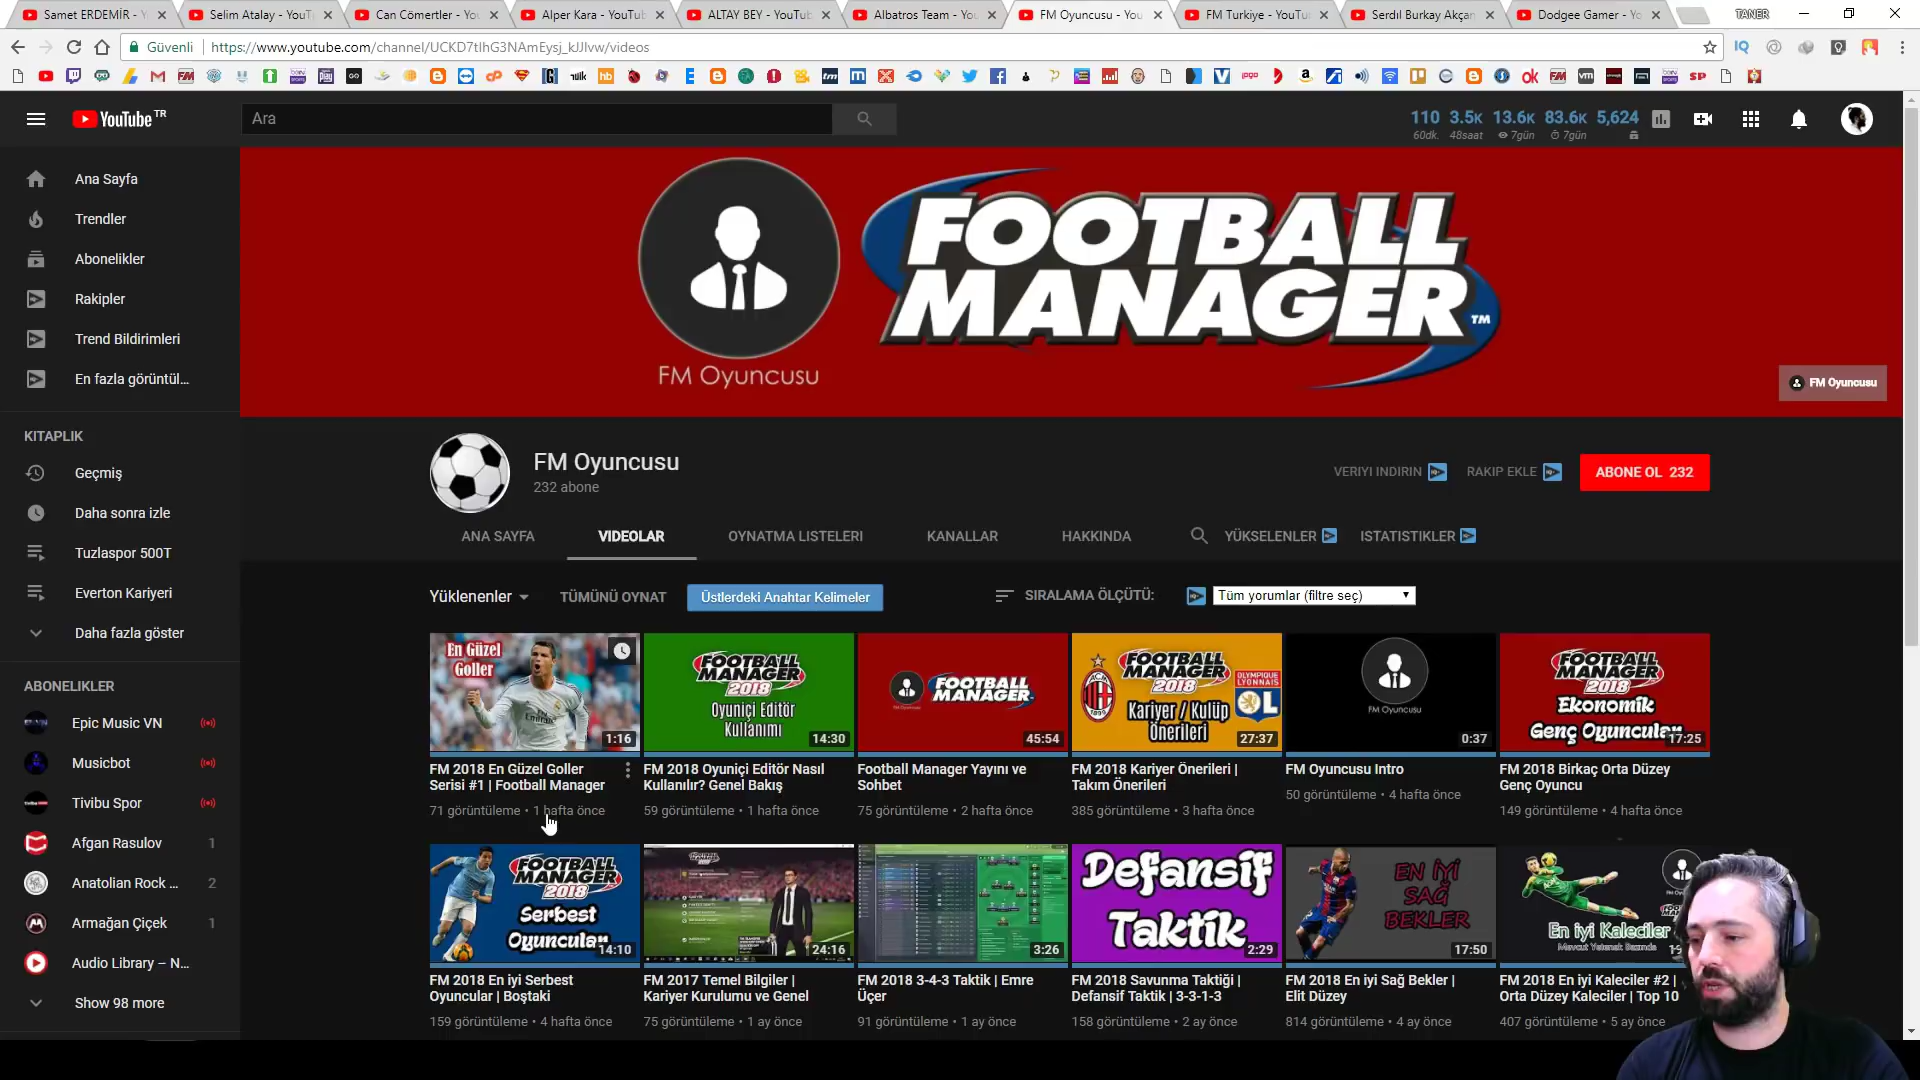 Samet ERDEMİR - Y
Selim Atalay - YouT
Can Cömertler - You
Alper Kara - YouTub
ALTAY BEY - YouTub
Albatros Team - You
FM Oyuncusu - You
FM Turkiye - YouTu
Serdıl Burkay Akçan
Dodgee Gamer - Yo
TANER
Güvenli
https://www.youtube.com/channel/UCKD7tIhG3NAmEysj_kJJIvw/videos
YouTube TR
Ara
110 3.5K 13.6K 83.6K 5,624
60dk. 48saat 7gün 7gün
Ana Sayfa
Trendler
Abonelikler
Rakipler
Trend Bildirimleri
En fazla görüntül...
KITAPLIK
Geçmiş
Daha sonra izle
Tuzlaspor 500T
Everton Kariyeri
Daha fazla göster
ABONELIKLER
Epic Music VN
Musicbot
Tivibu Spor
Afgan Rasulov 1
Anatolian Rock ... 2
Armağan Çiçek 1
Audio Library – N...
Show 98 more
FM Oyuncusu
FOOTBALL
MANAGER
TM
FM Oyuncusu
FM Oyuncusu
232 abone
VERIYI INDIRIN
RAKIP EKLE
ABONE OL 232
ANA SAYFA
VIDEOLAR
OYNATMA LISTELERI
KANALLAR
HAKKINDA
YÜKSELENLER
ISTATISTIKLER
Yüklenenler
TÜMÜNÜ OYNAT
Üstlerdeki Anahtar Kelimeler
SIRALAMA ÖLÇÜTÜ:
Tüm yorumlar (filtre seç)
En Güzel
Goller
1:16
FM 2018 En Güzel Goller
Serisi #1 | Football Manager
71 görüntüleme • 1 hafta önce
FOOTBALL
MANAGER
2018
Oyuniçi Editör
Kullanımı
14:30
FM 2018 Oyuniçi Editör Nasıl
Kullanılır? Genel Bakış
59 görüntüleme • 1 hafta önce
FOOTBALL
MANAGER
45:54
Football Manager Yayını ve
Sohbet
75 görüntüleme • 2 hafta önce
FOOTBALL
MANAGER
2018
ACM
1899
OLYMPIQUE
LYONNAIS
OL
Kariyer / Kulüp
Önerileri
27:37
FM 2018 Kariyer Önerileri |
Takım Önerileri
385 görüntüleme • 3 hafta önce
FM Oyuncusu
0:37
FM Oyuncusu Intro
50 görüntüleme • 4 hafta önce
FOOTBALL
MANAGER
2018
Ekonomik
Genç Oyuncular
17:25
FM 2018 Birkaç Orta Düzey
Genç Oyuncu
149 görüntüleme • 4 hafta önce
FOOTBALL
MANAGER
2018
Serbest
Oyuncular
14:10
FM 2018 En iyi Serbest
Oyuncular | Boştaki
159 görüntüleme • 4 hafta önce
24:16
FM 2017 Temel Bilgiler |
Kariyer Kurulumu ve Genel
75 görüntüleme • 1 ay önce
3:26
FM 2018 3-4-3 Taktik | Emre
Üçer
91 görüntüleme • 1 ay önce
Defansif
Taktik
2:29
FM 2018 Savunma Taktiği |
Defansif Taktik | 3-3-1-3
158 görüntüleme • 2 ay önce
EN İYİ
SAĞ
BEKLER
17:50
FM 2018 En iyi Sağ Bekler |
Elit Düzey
814 görüntüleme • 4 ay önce
En iyi Kaleciler
Mevcut Yetenek Bazında
FM 2018 En iyi Kaleciler #2 |
Orta Düzey Kaleciler | Top 10
407 görüntüleme • 5 ay önce